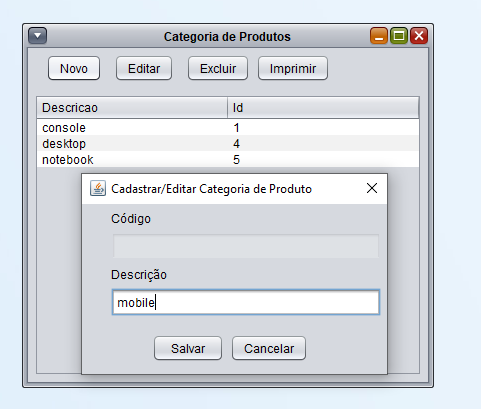 Categoria de Produtos
Novo Editar Excluir Imprimir
Descricao Id
console 1
desktop 4
notebook 5
Cadastrar/Editar Categoria de Produto
Código
Descrição
mobile
Salvar Cancelar